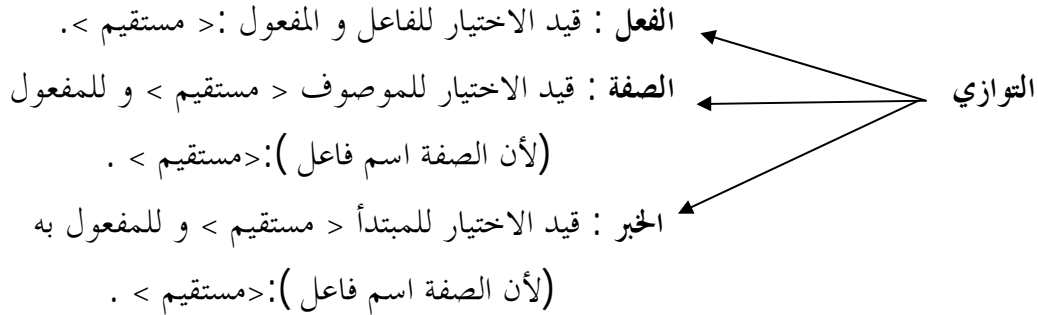 الفعل : قيد الاختيار للفاعل و المفعول :< مستقيم >.
التوازي
الصفة : قيد الاختيار للموصوف < مستقيم > و للمفعول
(لأن الصفة اسم فاعل ):<مستقيم > .
الخبر : قيد الاختيار للمبتدأ < مستقيم > و للمفعول به
(لأن الصفة اسم فاعل ):<مستقيم > .